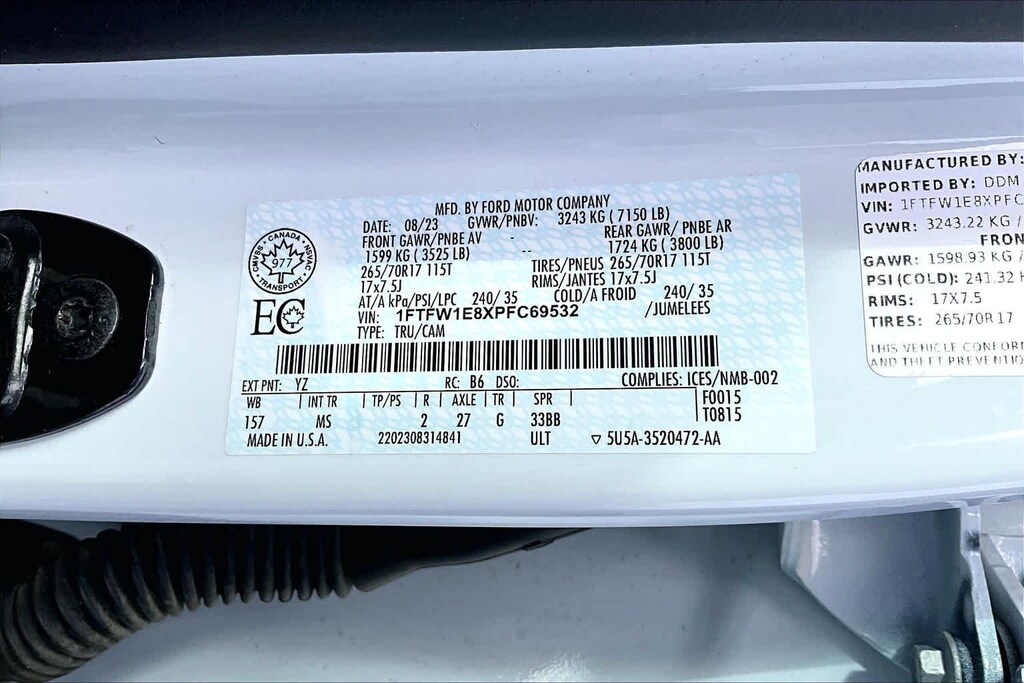 MFD. BY FORD MOTOR COMPANY
DATE: 08/23 GVWR/PNBV: 3243 KG ( 7150 LB)
FRONT GAWR/PNBE AV - REAR GAWR/ PNBE AR
1599 KG ( 3525 LB) -- 1724 KG ( 3800 LB)
265/70R17 115T TIRES/PNEUS 265/70R17 115T
17x7.5J RIMS/JANTES 17x7.5J
AT/A kPa/PSI/LPC 240/ 35 COLD/A FROID 240/ 35
VIN: 1FTFW1E8XPFC69532 /JUMELEES
TYPE: TRU/CAM
CANADA
977
TRANSPORT
CMVSS
NSVAC
EC
EXT PNT: YZ RC: B6 DSO: COMPLIES: ICES/NMB-002
WB | INT TR | TP/PS | R | AXLE | TR | SPR | F0015
157 MS 2 27 G 33BB T0815
MADE IN U.S.A. 2202308314841 ULT ▽ 5U5A-3520472-AA
MANUFACTURED BY:
IMPORTED BY: DDM
VIN: 1FTFW1E8XPFC
GVWR: 3243.22 KG /
FRON
GAWR: 1598.93 KG /
PSI (COLD): 241.32 K
RIMS: 17X7.5
TIRES: 265/70R17
THIS VEHICLE CONFORM
AND THEFT PREVENTIO